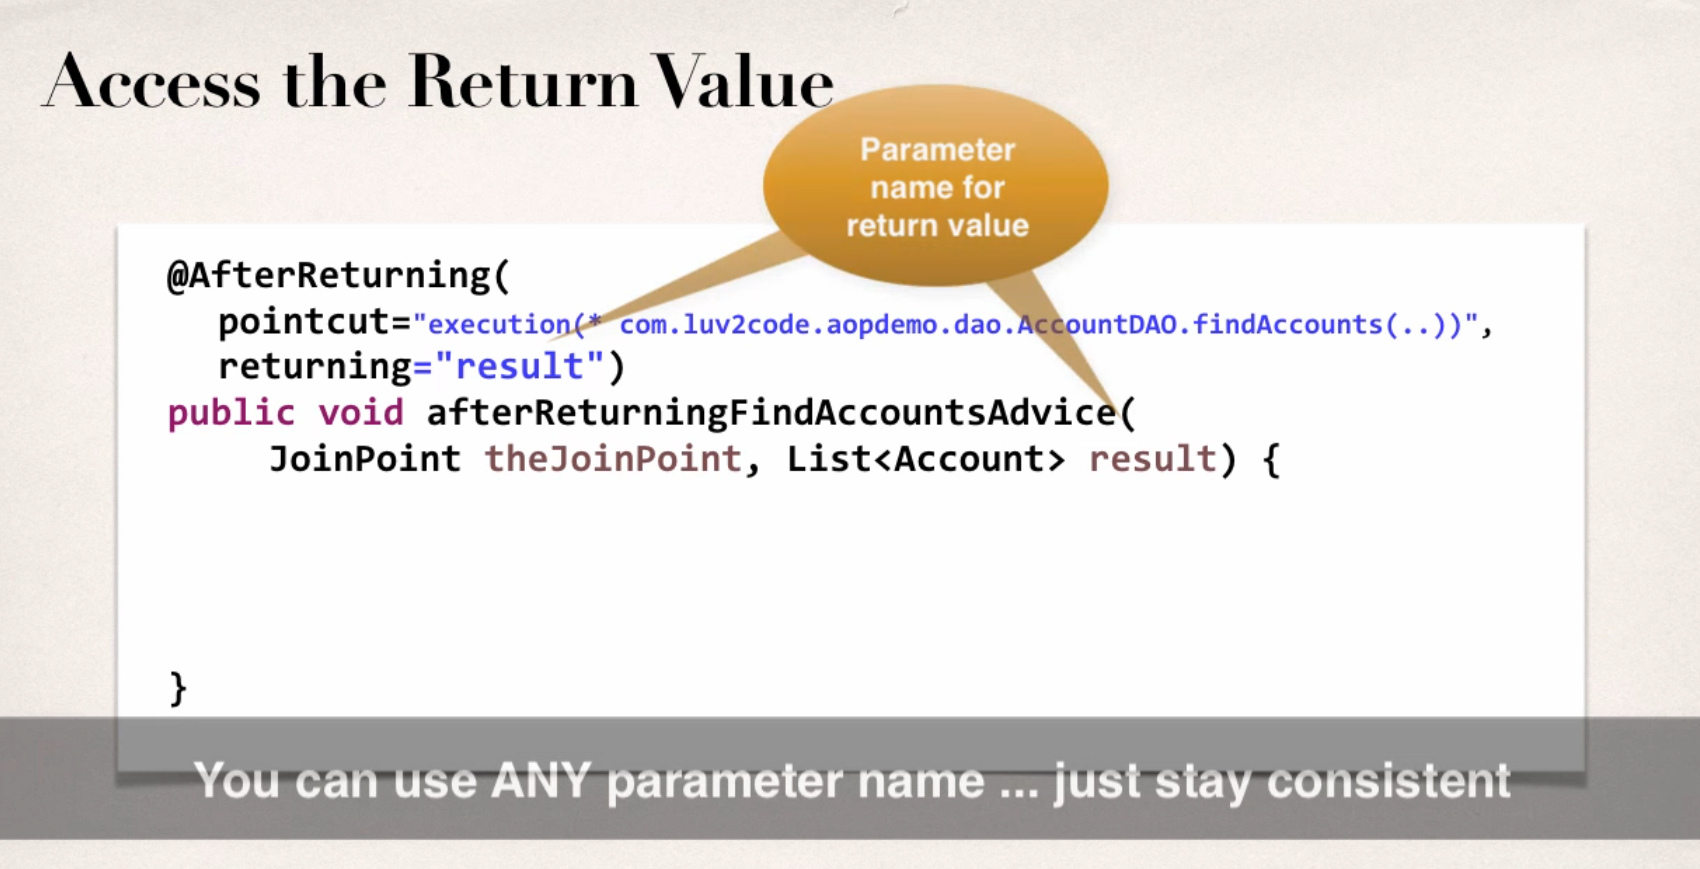 Access the Return Value
Parameter
name for
return value
@AfterReturning(
pointcut="execution(* com.luv2code.aopdemo.dao.AccountDAO.findAccounts(..))",
returning="result")
public void afterReturningFindAccountsAdvice(
JoinPoint theJoinPoint, List<Account> result) {
}
You can use ANY parameter name ... just stay consistent